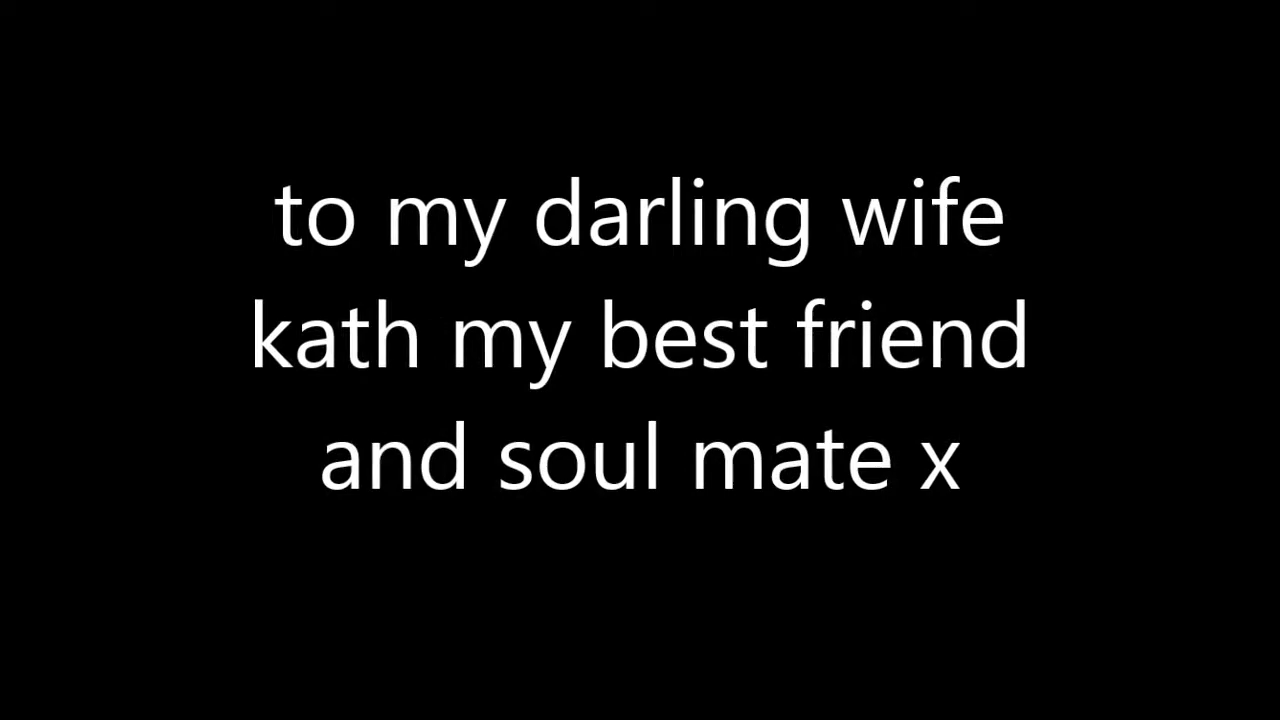 to my darling wife
kath my best friend
and soul mate x